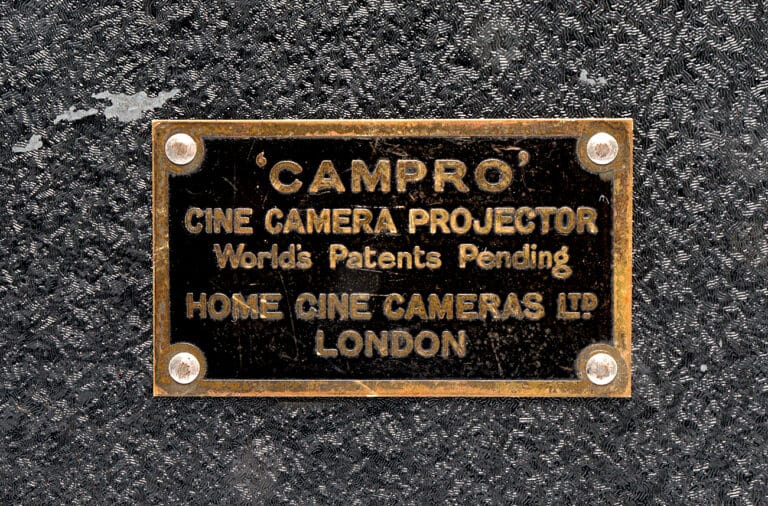 'CAMPRO'
CINE CAMERA PROJECTOR
World's Patents Pending
HOME CINE CAMERAS LTD
LONDON